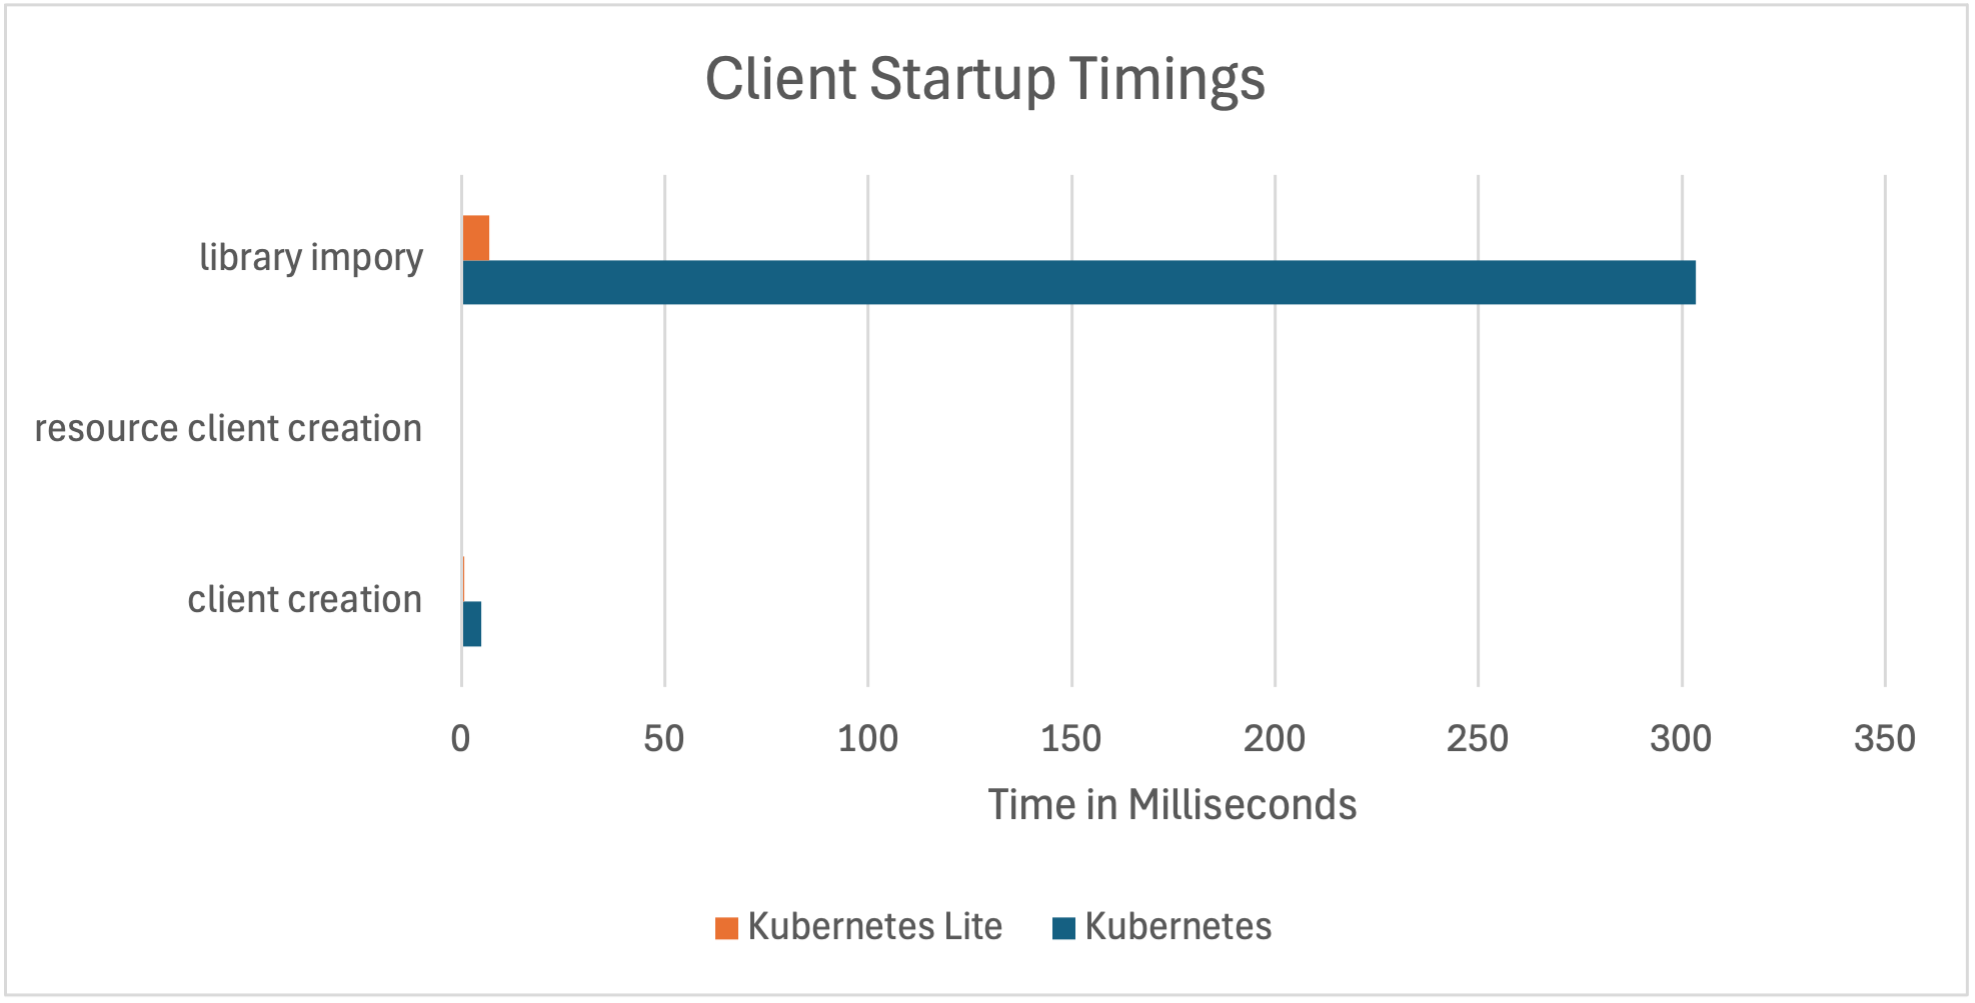 Client Startup Timings
library impory
resource client creation
client creation
0 50 100 150 200 250 300 350
Time in Milliseconds
Kubernetes Lite Kubernetes